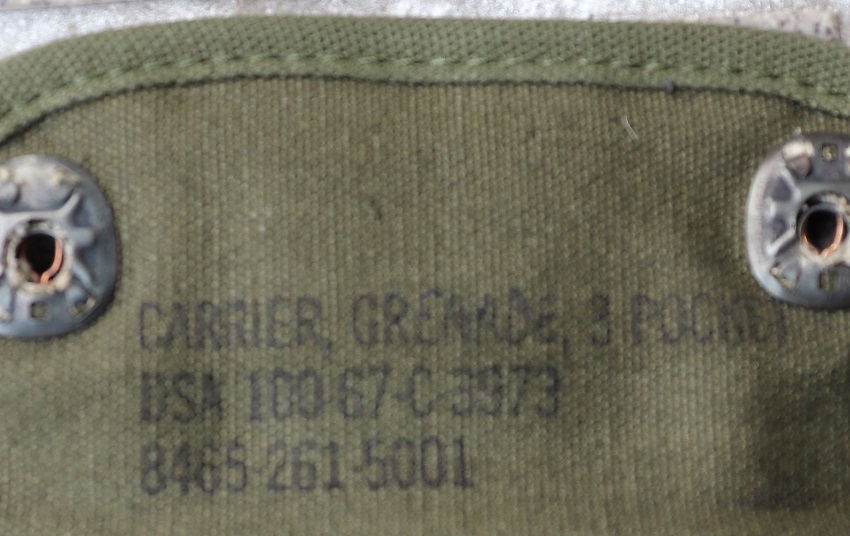 CARRIER, GRENADE, 3 POCKET
DSA 100-67-C-3973
8465-261-5001